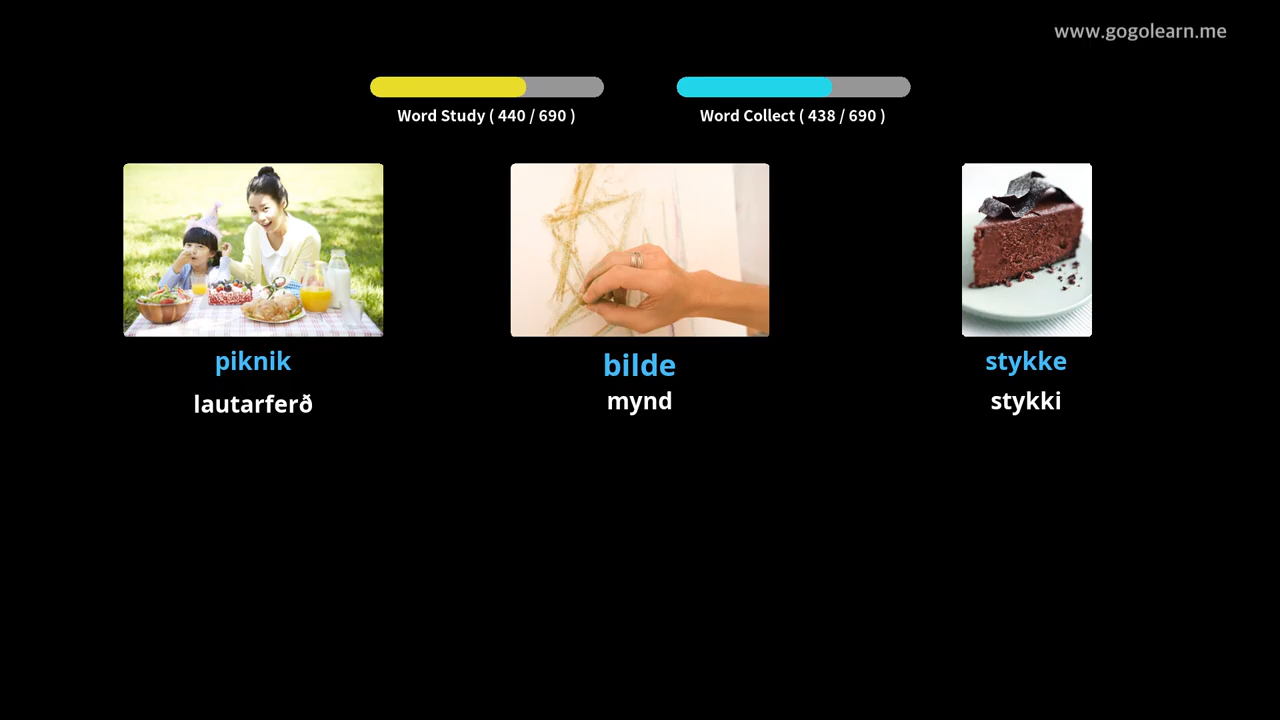 www.gogolearn.me
Word Study ( 440 / 690 )
Word Collect ( 438 / 690 )
piknik
lautarferð
bilde
mynd
stykke
stykki